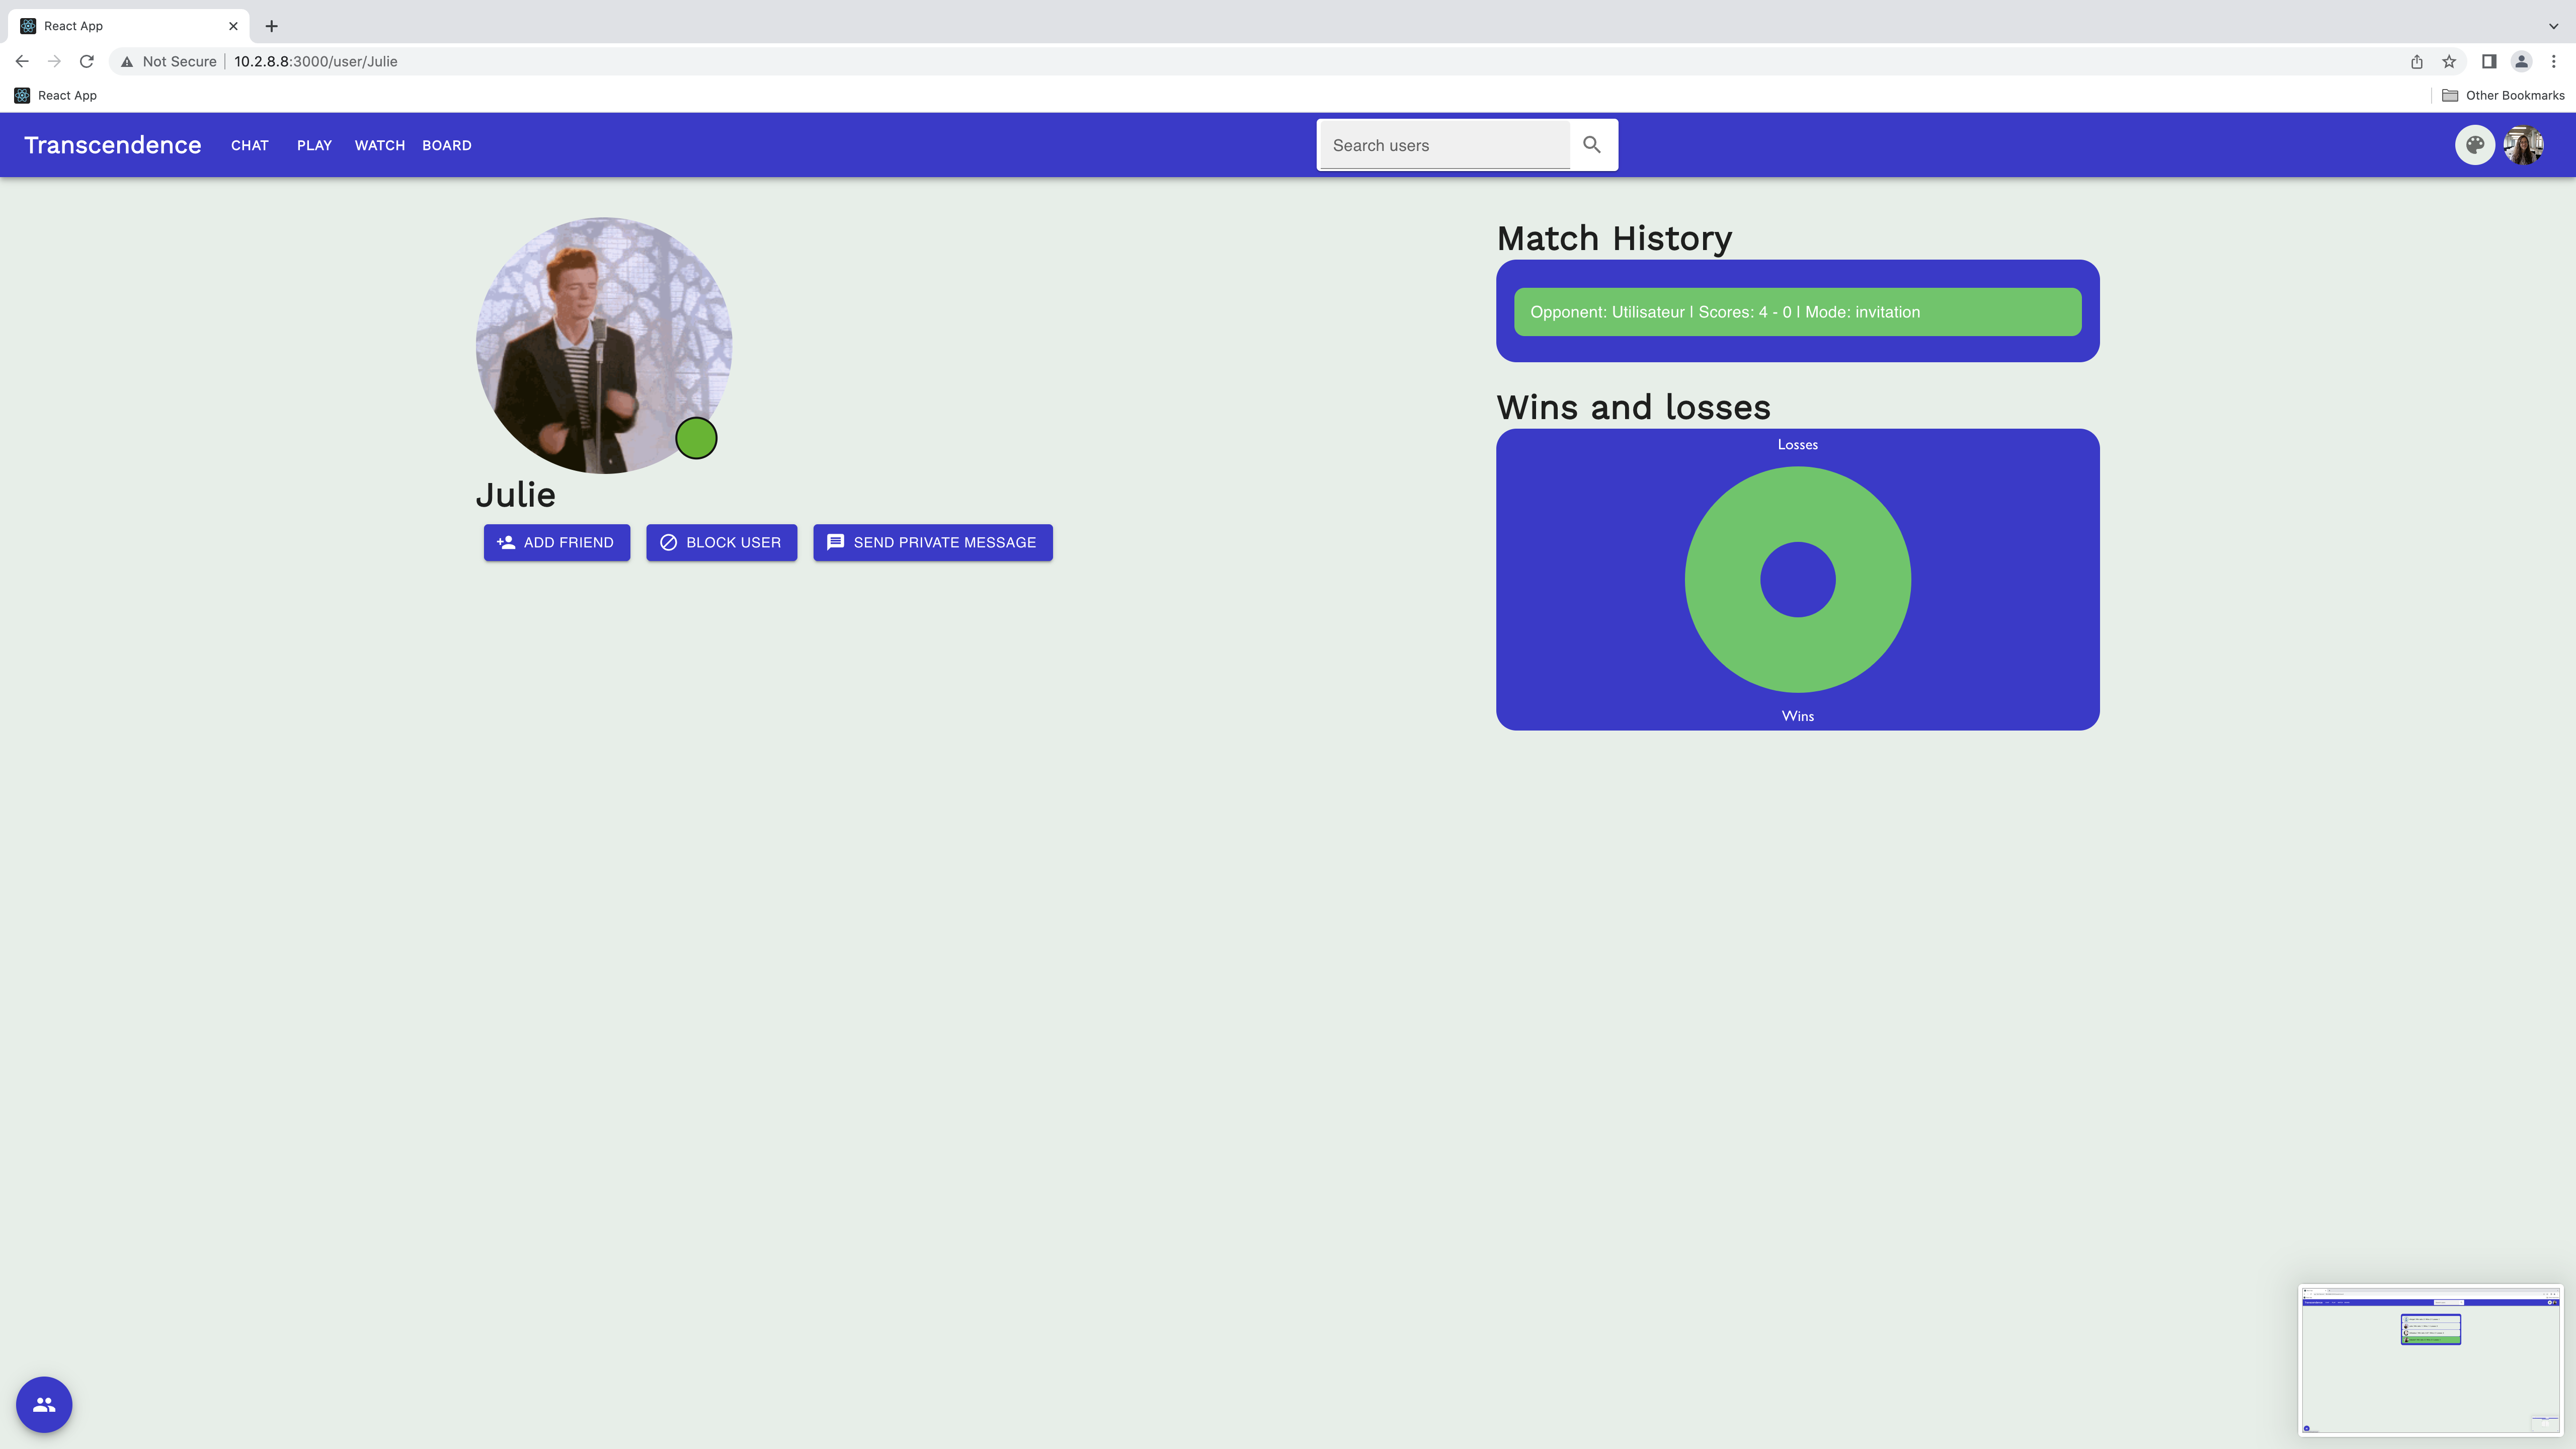 React App
Not Secure 10.2.8.8:3000/user/Julie
React App
Other Bookmarks
Transcendence CHAT PLAY WATCH BOARD
Search users
Match History
Opponent: Utilisateur | Scores: 4 - 0 | Mode: invitation
Wins and losses
Losses
Wins
Julie
ADD FRIEND BLOCK USER SEND PRIVATE MESSAGE